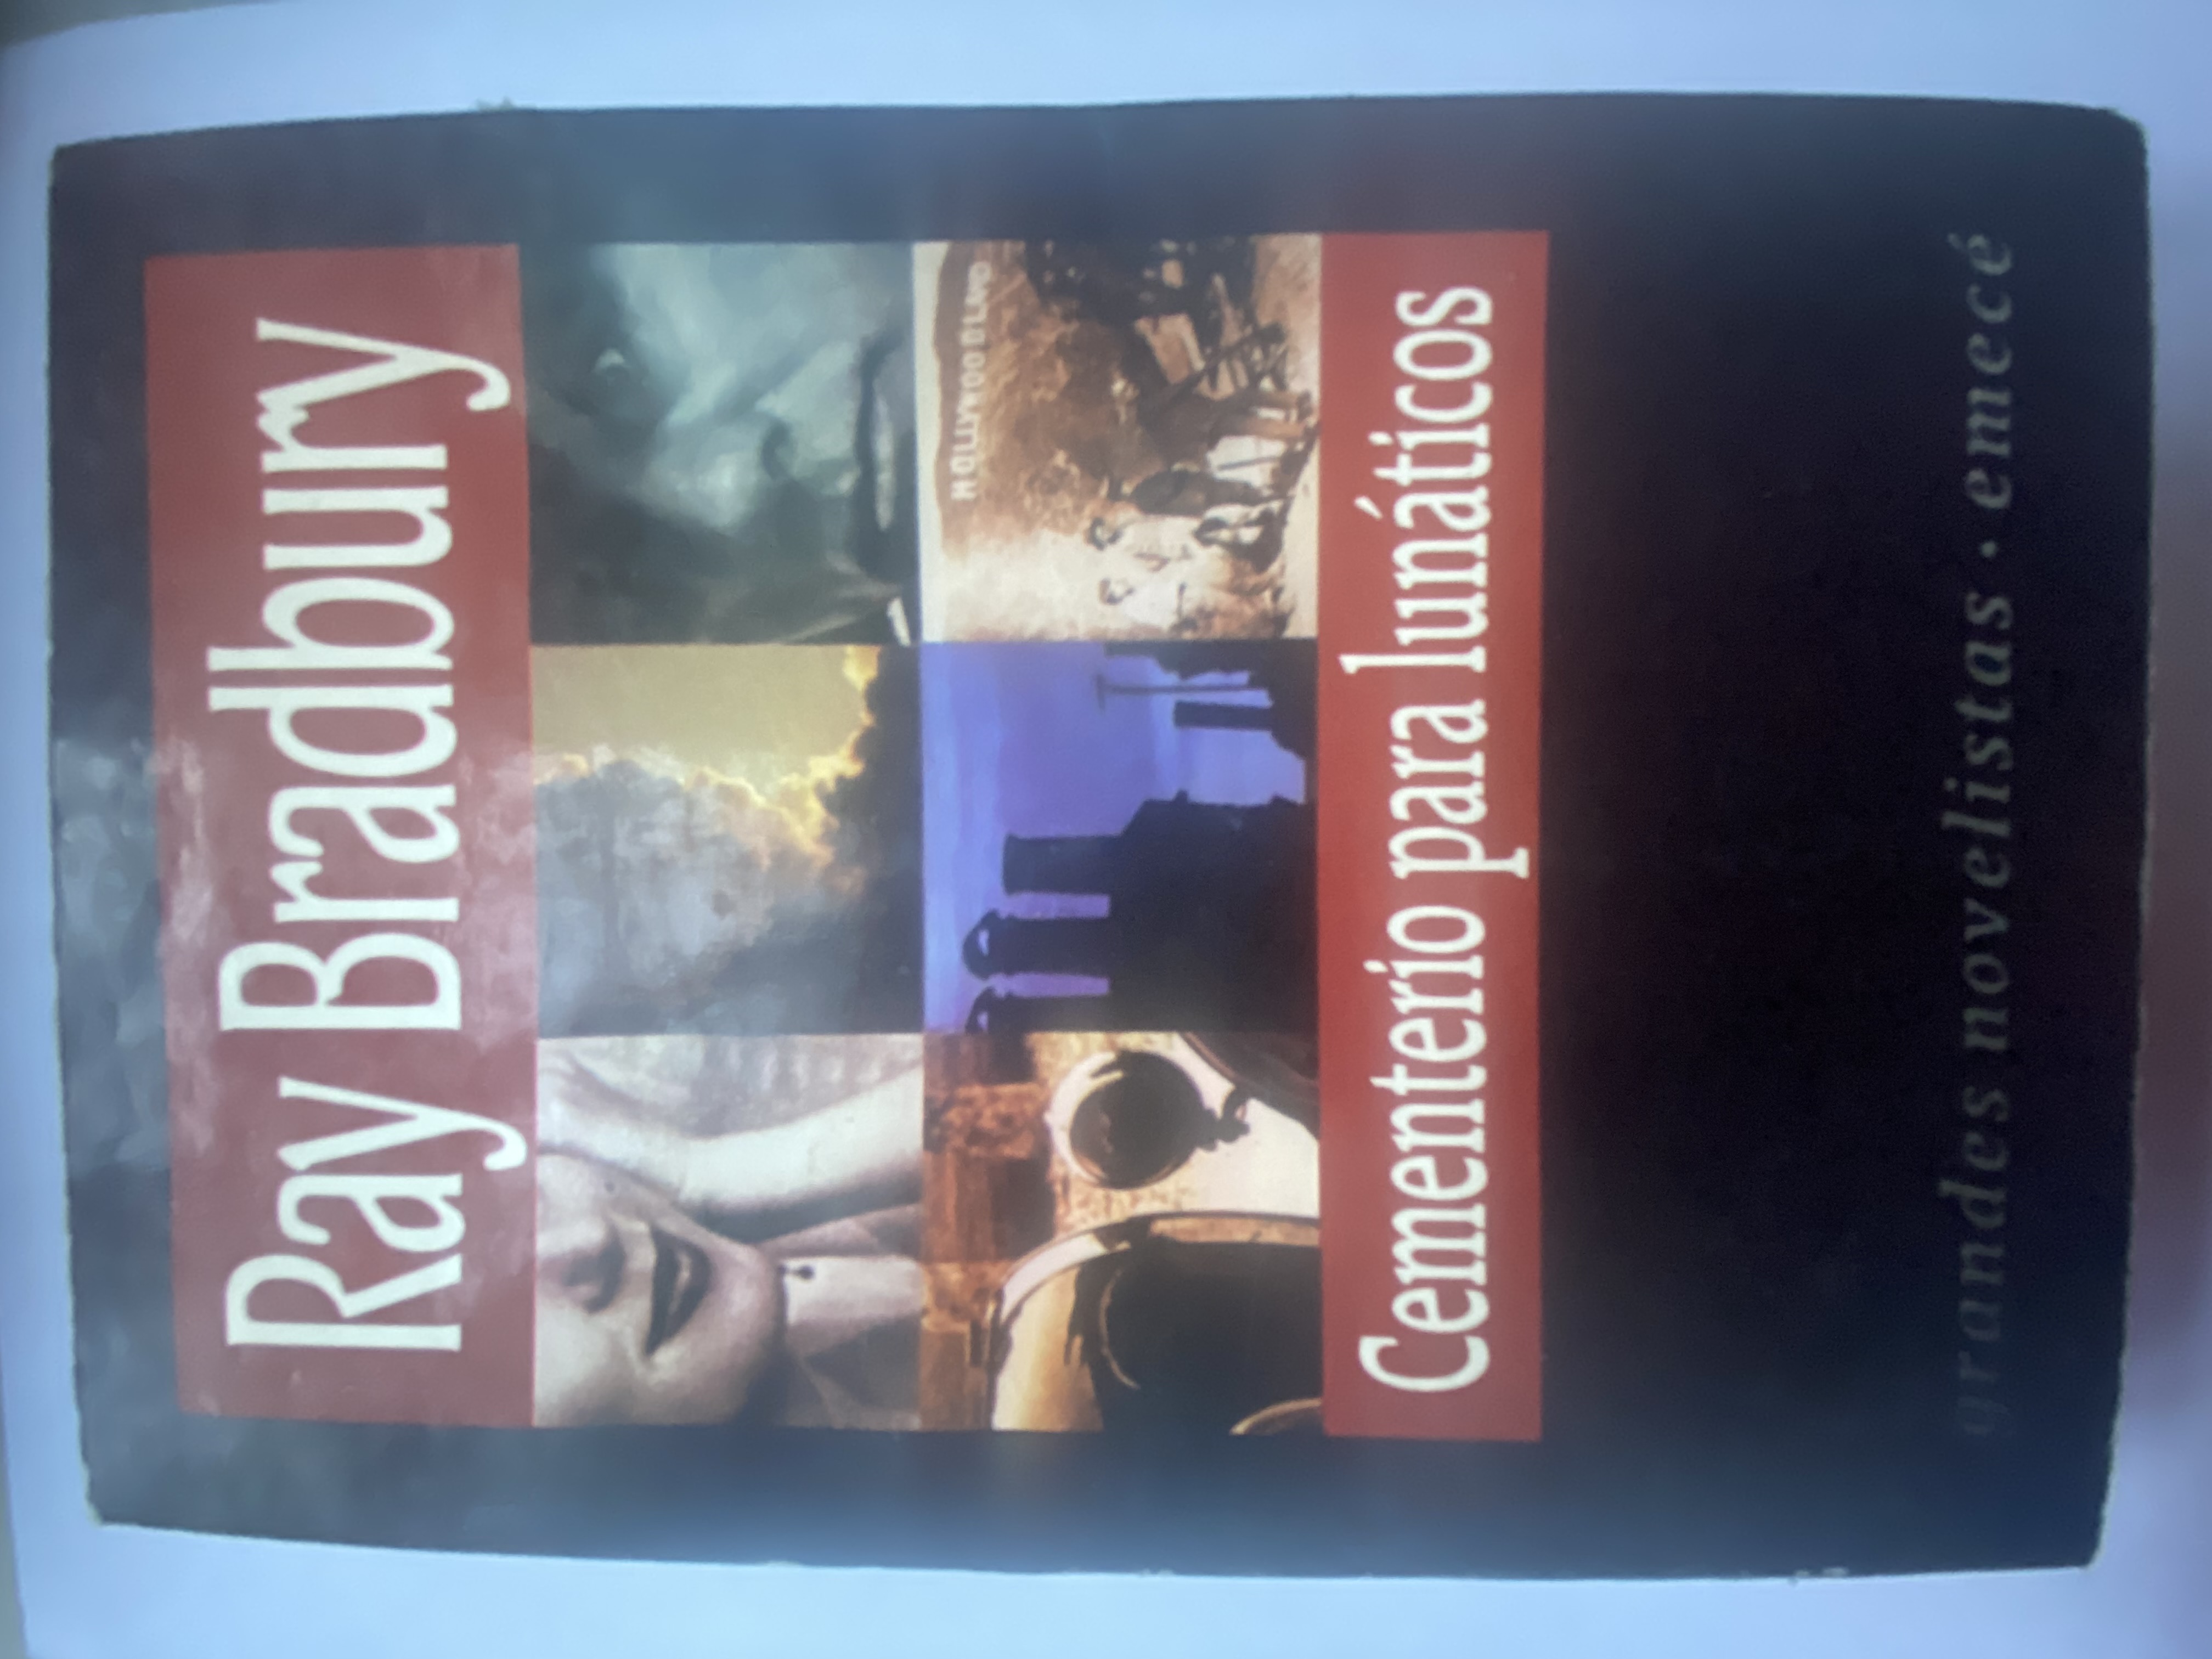 Ray Bradbury
HOLLYWOODLAND
Cementerio para lunáticos
grandes novelistas · emecé